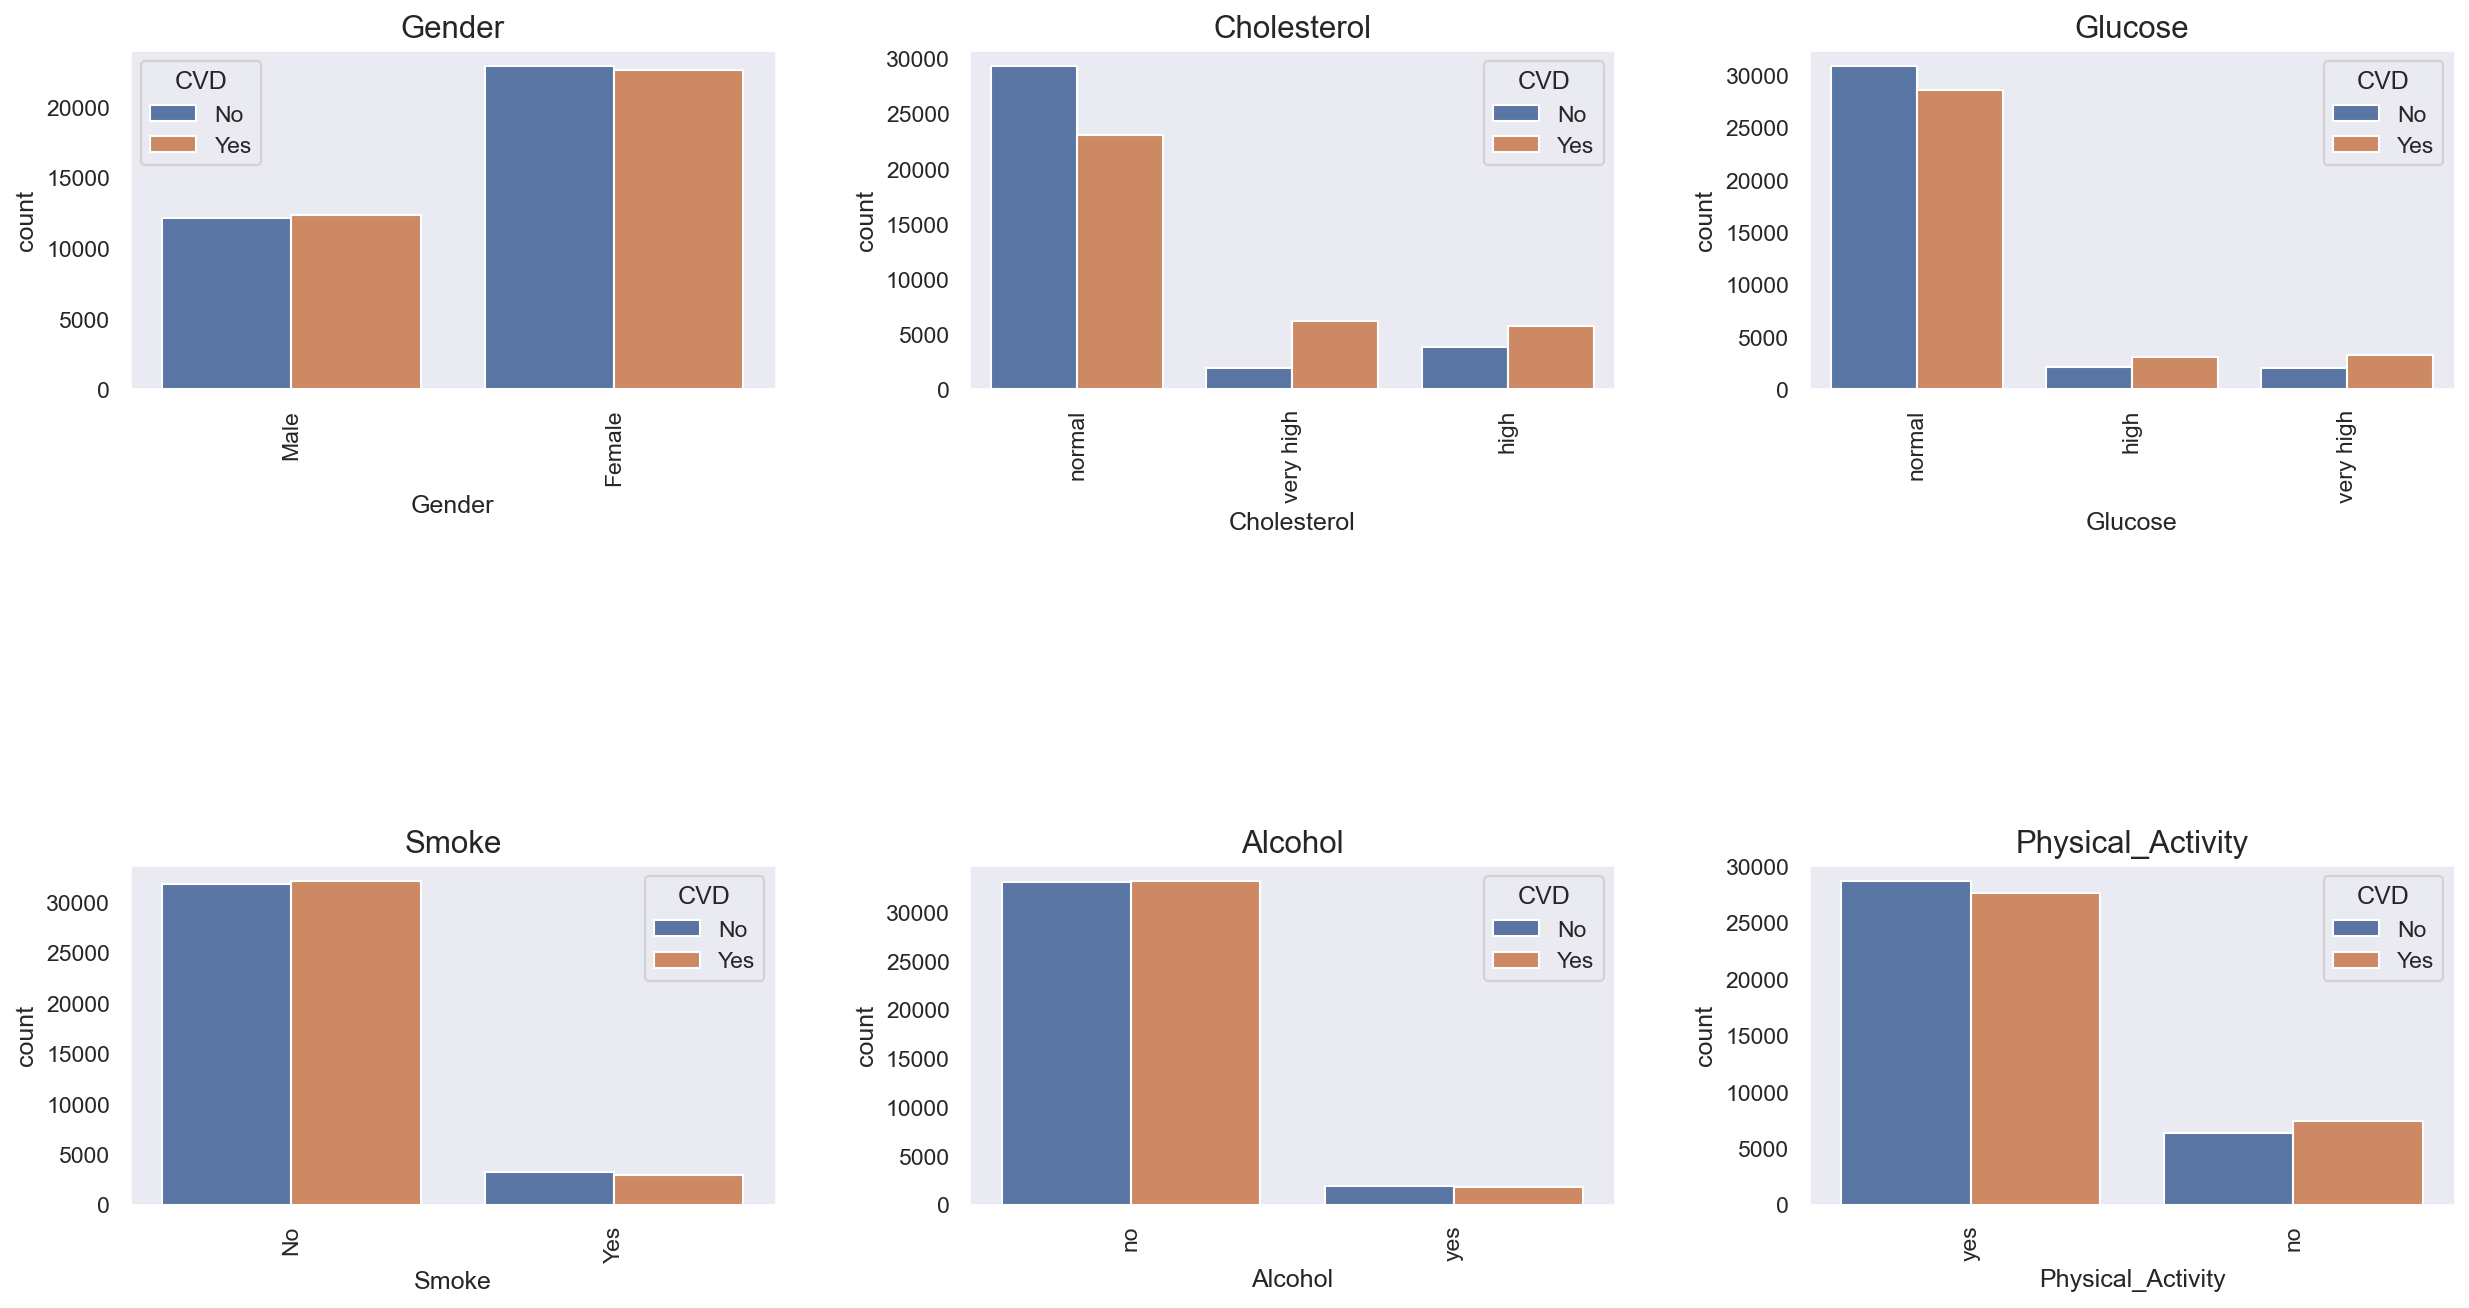 Gender
CVD
No
Yes
20000
15000
10000
5000
0
count
Male
Female
Gender
Cholesterol
CVD
No
Yes
30000
25000
20000
15000
10000
5000
0
count
normal
very high
high
Cholesterol
Glucose
CVD
No
Yes
30000
25000
20000
15000
10000
5000
0
count
normal
high
very high
Glucose
Smoke
CVD
No
Yes
30000
25000
20000
15000
10000
5000
0
count
No
Yes
Smoke
Alcohol
CVD
No
Yes
30000
25000
20000
15000
10000
5000
0
count
no
yes
Alcohol
Physical_Activity
CVD
No
Yes
30000
25000
20000
15000
10000
5000
0
count
yes
no
Physical_Activity